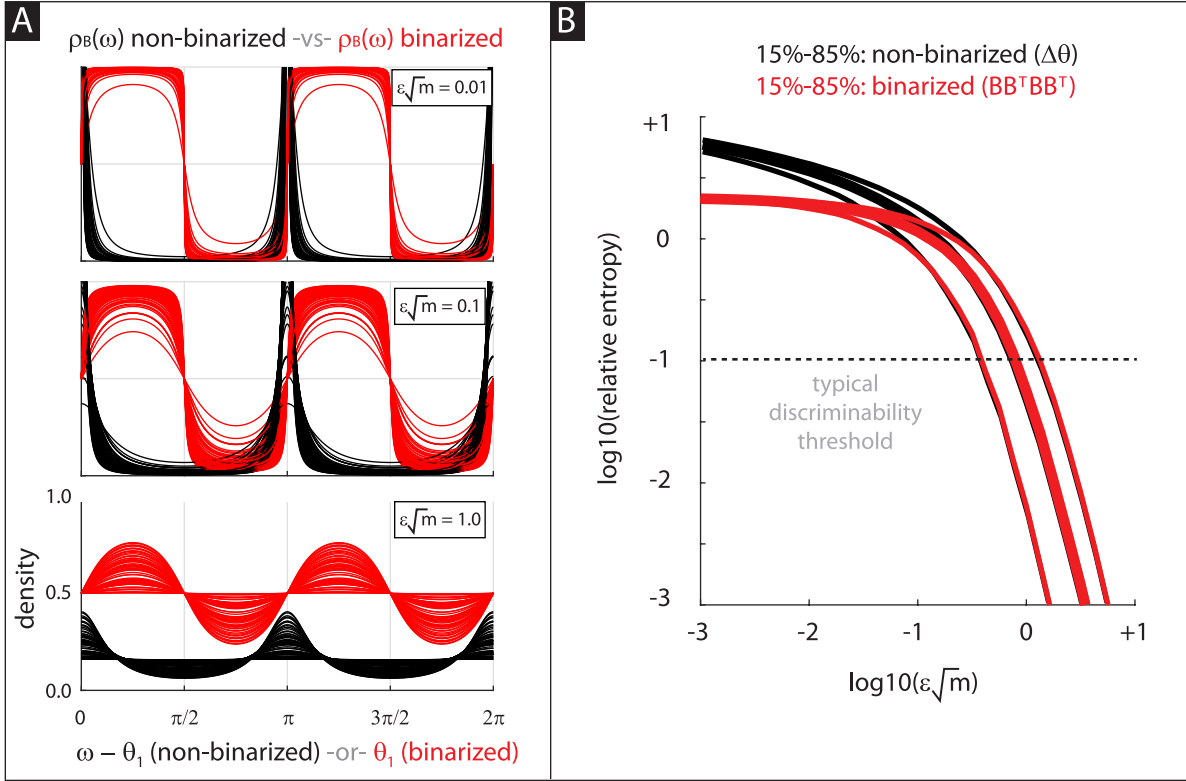 A
ρB(ω) non-binarized -vs- ρB(ω) binarized
ε√m = 0.01
ε√m = 0.1
ε√m = 1.0
1.0
0.5
0.0
density
0
π/2
π
3π/2
2π
ω − θ1 (non-binarized) -or- θ1 (binarized)
B
15%-85%: non-binarized (Δθ)
15%-85%: binarized (BBᵀBBᵀ)
+1
0
-1
-2
-3
log10(relative entropy)
typical
discriminability
threshold
-3
-2
-1
0
+1
log10(ε√m)